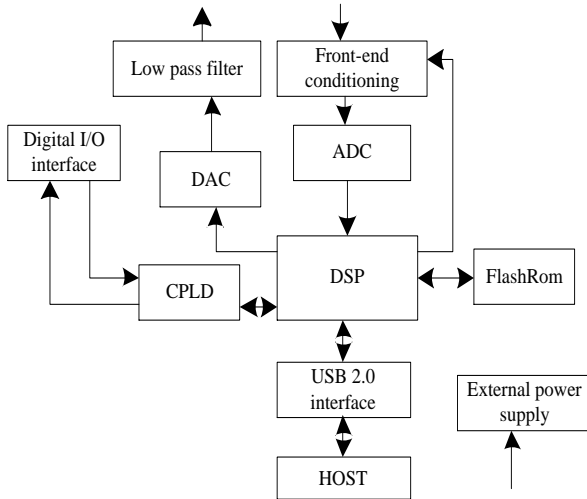 Low pass filter
Front-end
conditioning
Digital I/O
interface
DAC
ADC
CPLD
DSP
FlashRom
USB 2.0
interface
External power
supply
HOST